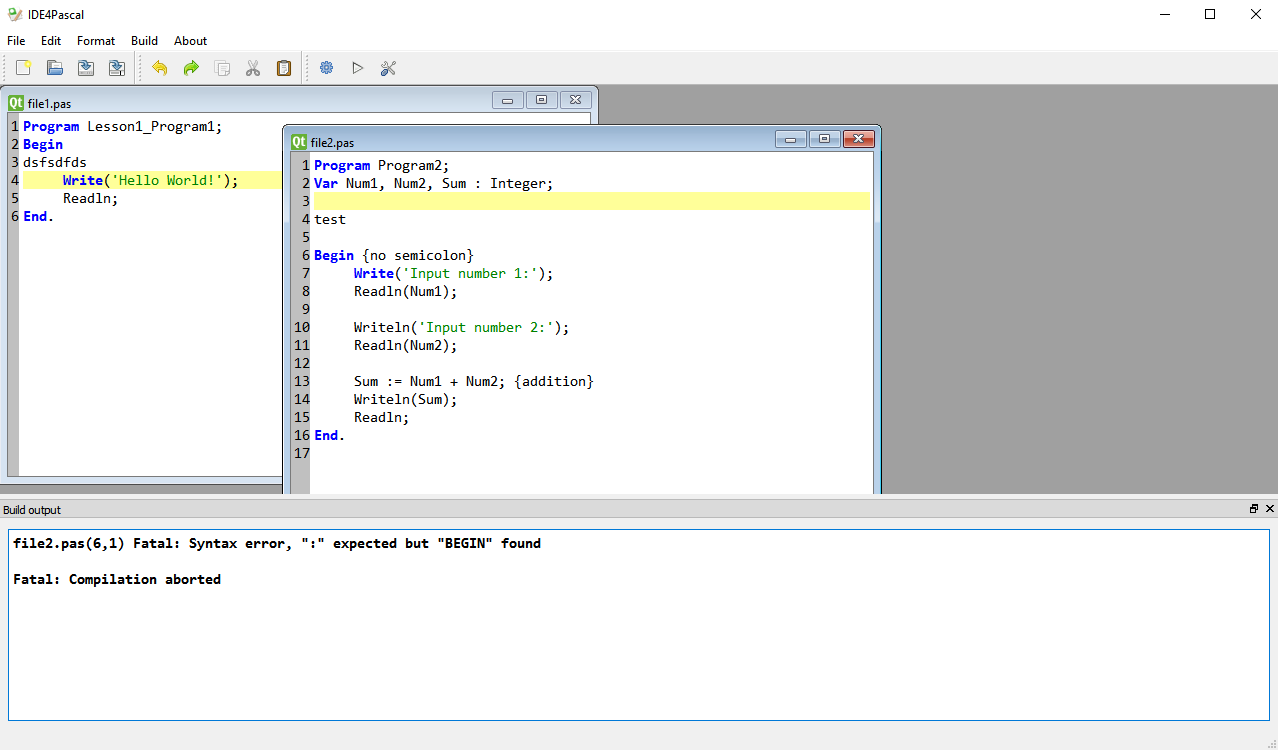 IDE4Pascal
File Edit Format Build About
Qt file1.pas
1 Program Lesson1_Program1;
2 Begin
3 dsfsdfds
4 Write('Hello World!');
5 Readln;
6 End.
Qt file2.pas
1 Program Program2;
2 Var Num1, Num2, Sum : Integer;
3
4 test
5
6 Begin {no semicolon}
7 Write('Input number 1:');
8 Readln(Num1);
9
10 Writeln('Input number 2:');
11 Readln(Num2);
12
13 Sum := Num1 + Num2; {addition}
14 Writeln(Sum);
15 Readln;
16 End.
17
Build output
file2.pas(6,1) Fatal: Syntax error, ":" expected but "BEGIN" found
Fatal: Compilation aborted